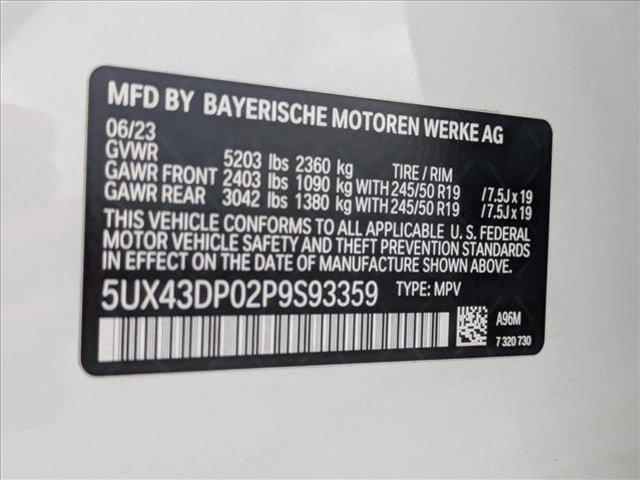 MFD BY BAYERISCHE MOTOREN WERKE AG
06/23
GVWR 5203 lbs 2360 kg TIRE / RIM
GAWR FRONT 2403 lbs 1090 kg WITH 245/50 R19 /7.5J x 19
GAWR REAR 3042 lbs 1380 kg WITH 245/50 R19 /7.5J x 19
THIS VEHICLE CONFORMS TO ALL APPLICABLE U. S. FEDERAL
MOTOR VEHICLE SAFETY AND THEFT PREVENTION STANDARDS
IN EFFECT ON THE DATE OF MANUFACTURE SHOWN ABOVE.
5UX43DP02P9S93359 TYPE: MPV
A96M
7 320 730